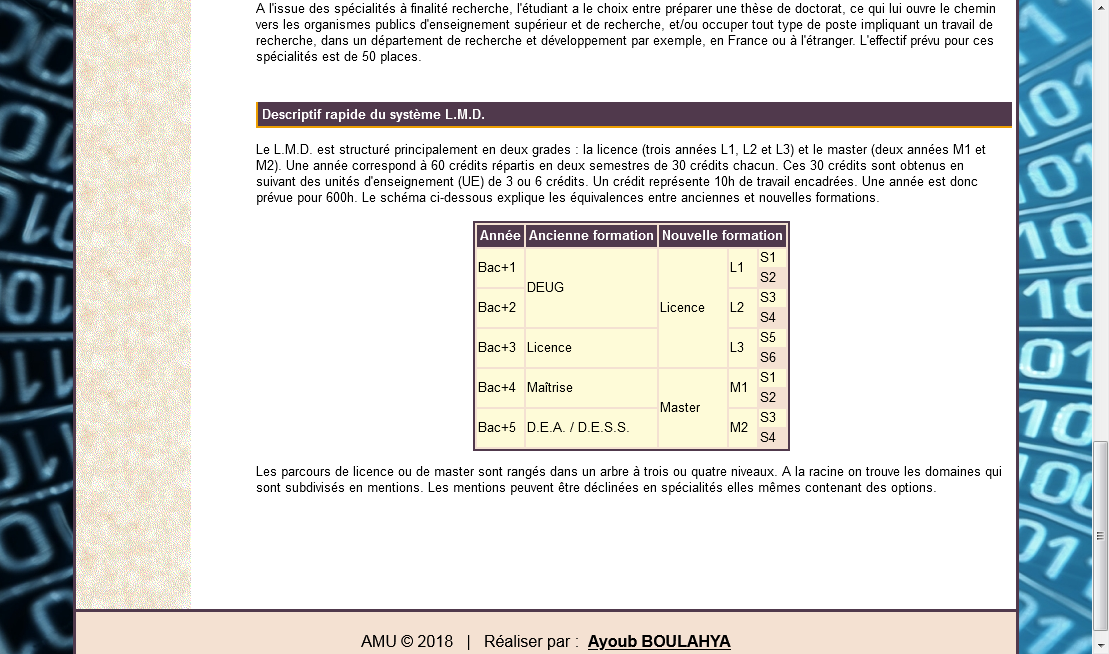 A l'issue des spécialités à finalité recherche, l'étudiant a le choix entre préparer une thèse de doctorat, ce qui lui ouvre le chemin
vers les organismes publics d'enseignement supérieur et de recherche, et/ou occuper tout type de poste impliquant un travail de
recherche, dans un département de recherche et développement par exemple, en France ou à l'étranger. L'effectif prévu pour ces
spécialités est de 50 places.
Descriptif rapide du système L.M.D.
Le L.M.D. est structuré principalement en deux grades : la licence (trois années L1, L2 et L3) et le master (deux années M1 et
M2). Une année correspond à 60 crédits répartis en deux semestres de 30 crédits chacun. Ces 30 crédits sont obtenus en
suivant des unités d'enseignement (UE) de 3 ou 6 crédits. Un crédit représente 10h de travail encadrées. Une année est donc
prévue pour 600h. Le schéma ci-dessous explique les équivalences entre anciennes et nouvelles formations.
Année Ancienne formation Nouvelle formation
Bac+1 DEUG Licence L1 S1
S2
Bac+2 L2 S3
S4
Bac+3 Licence L3 S5
S6
Bac+4 Maîtrise Master M1 S1
S2
Bac+5 D.E.A. / D.E.S.S. M2 S3
S4
Les parcours de licence ou de master sont rangés dans un arbre à trois ou quatre niveaux. A la racine on trouve les domaines qui
sont subdivisés en mentions. Les mentions peuvent être déclinées en spécialités elles mêmes contenant des options.
AMU © 2018 | Réaliser par : Ayoub BOULAHYA